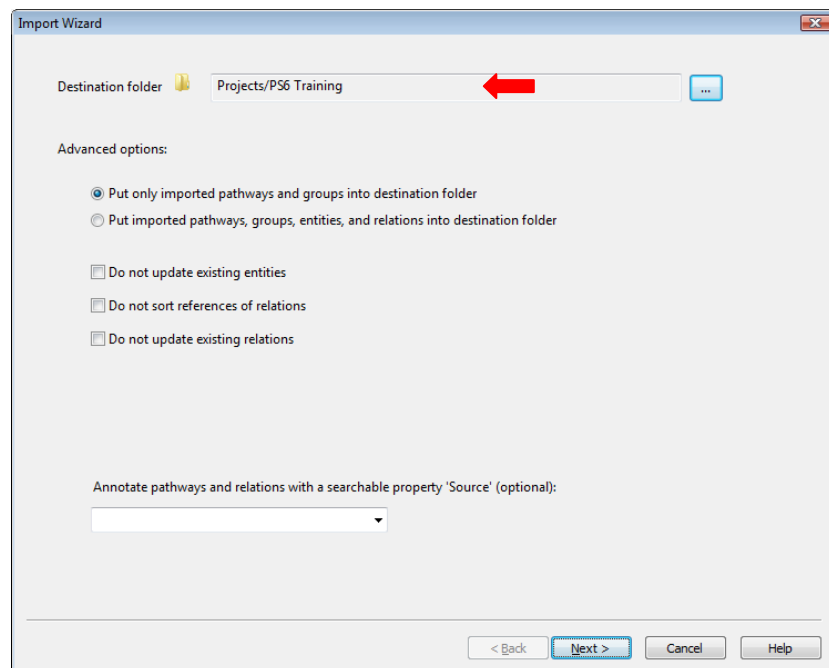 Import Wizard
Destination folder Projects/PS6 Training ...
Advanced options:
Put only imported pathways and groups into destination folder
Put imported pathways, groups, entities, and relations into destination folder
Do not update existing entities
Do not sort references of relations
Do not update existing relations
Annotate pathways and relations with a searchable property 'Source' (optional):
< Back Next > Cancel Help